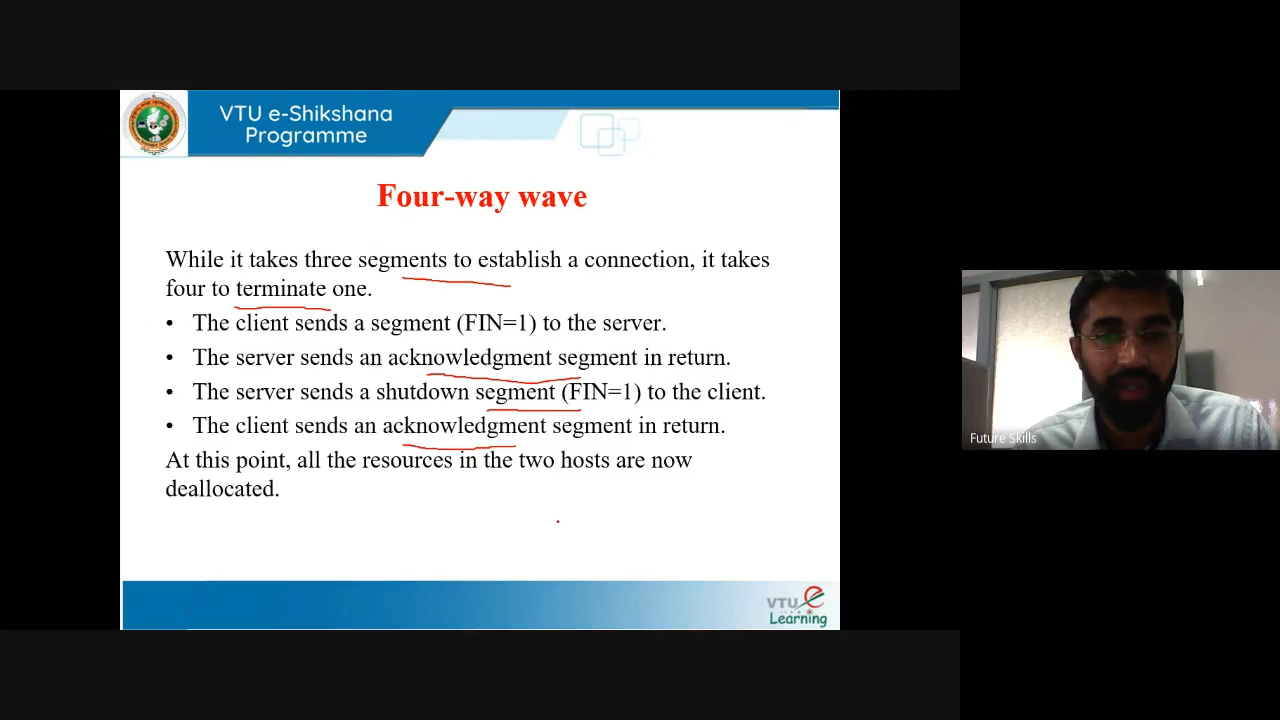 VTU e-Shikshana
Programme
Four-way wave
While it takes three segments to establish a connection, it takes
four to terminate one.
• The client sends a segment (FIN=1) to the server.
• The server sends an acknowledgment segment in return.
• The server sends a shutdown segment (FIN=1) to the client.
• The client sends an acknowledgment segment in return.
At this point, all the resources in the two hosts are now
deallocated.
Future Skills
VTU e
Learning